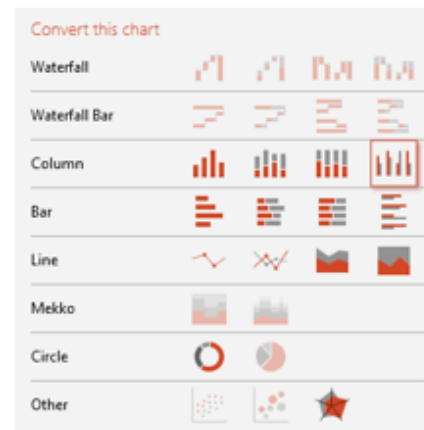 Convert this chart
Waterfall
Waterfall Bar
Column
Bar
Line
Mekko
Circle
Other